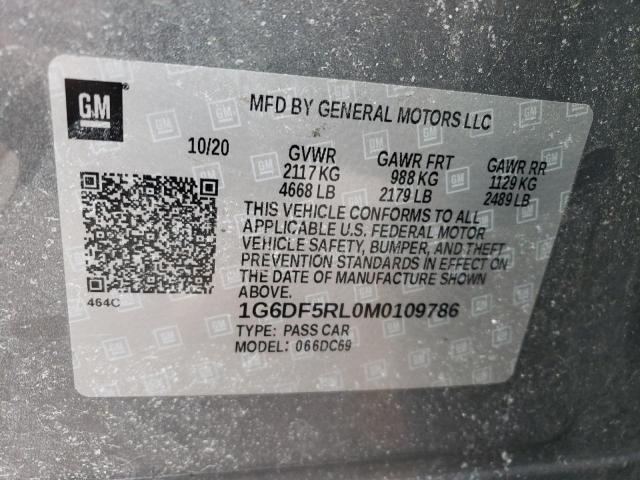 GM
MFD BY GENERAL MOTORS LLC
10/20 GVWR GAWR FRT GAWR RR
2117 KG 988 KG 1129 KG
4668 LB 2179 LB 2489 LB
THIS VEHICLE CONFORMS TO ALL
APPLICABLE U.S. FEDERAL MOTOR
VEHICLE SAFETY, BUMPER, AND THEFT
PREVENTION STANDARDS IN EFFECT ON
THE DATE OF MANUFACTURE SHOWN
ABOVE.
464C
1G6DF5RL0M0109786
TYPE: PASS CAR
MODEL: 066DC69